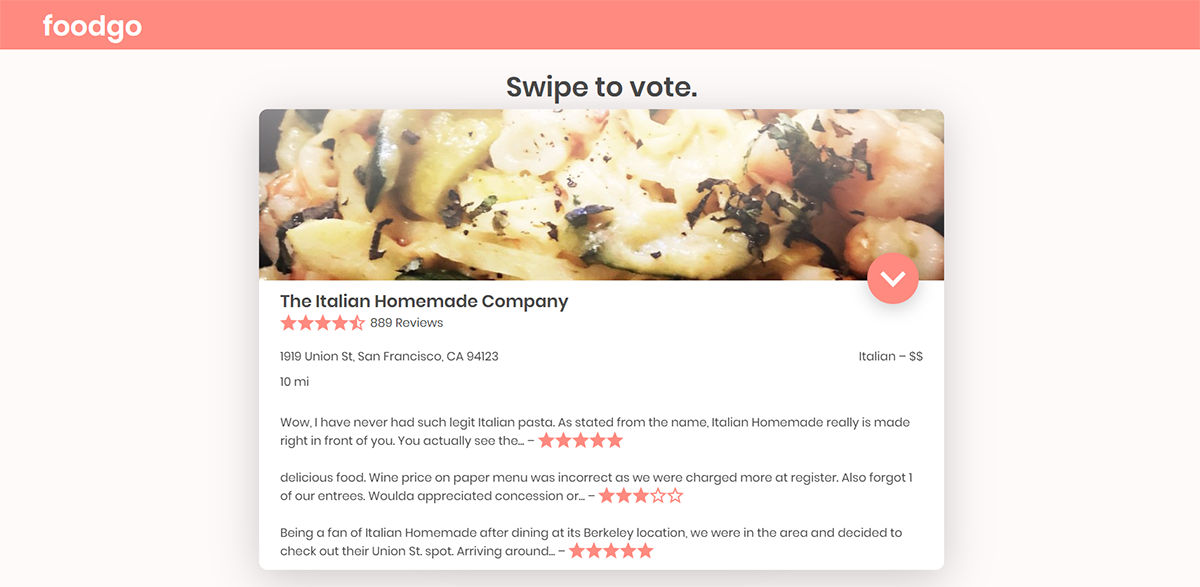 foodgo
Swipe to vote.
The Italian Homemade Company
889 Reviews
1919 Union St, San Francisco, CA 94123
Italian – $$
10 mi
Wow, I have never had such legit Italian pasta. As stated from the name, Italian Homemade really is made
right in front of you. You actually see the... –
delicious food. Wine price on paper menu was incorrect as we were charged more at register. Also forgot 1
of our entrees. Woulda appreciated concession or... –
Being a fan of Italian Homemade after dining at its Berkeley location, we were in the area and decided to
check out their Union St. spot. Arriving around... –